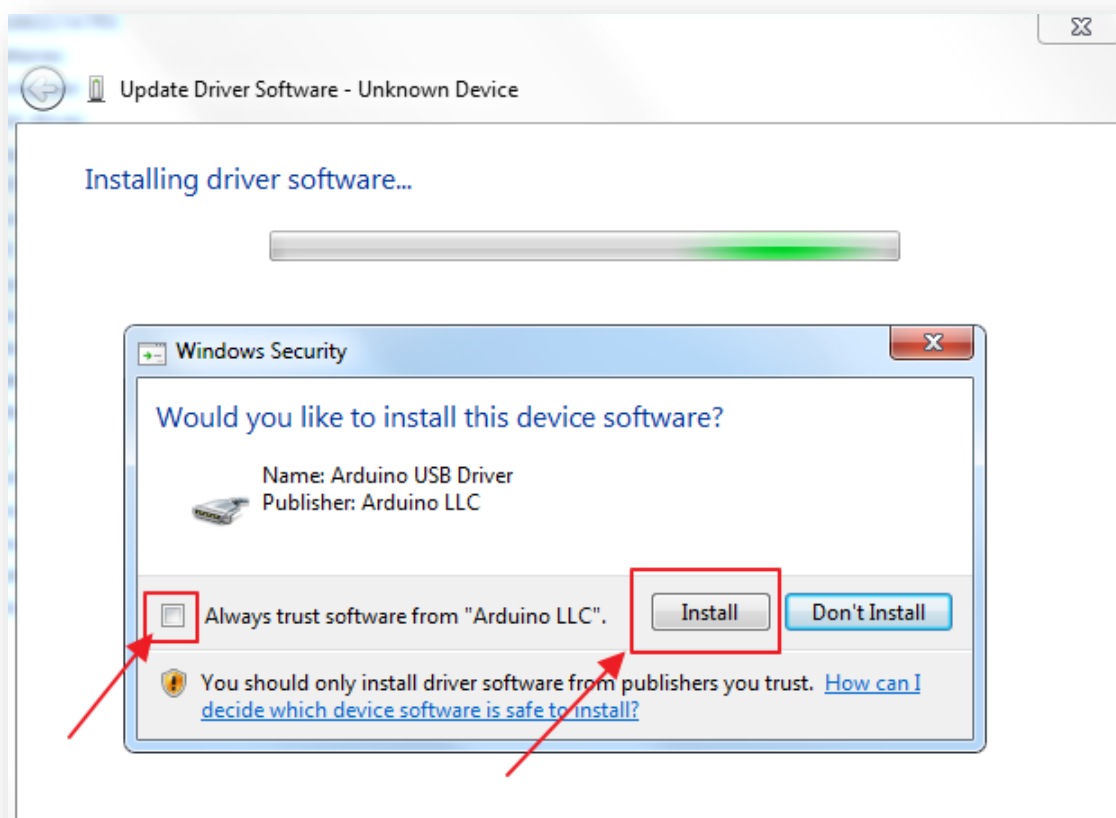 Update Driver Software - Unknown Device
Installing driver software...
Windows Security
Would you like to install this device software?
Name: Arduino USB Driver
Publisher: Arduino LLC
Always trust software from "Arduino LLC".
Install
Don't Install
You should only install driver software from publishers you trust. How can I
decide which device software is safe to install?